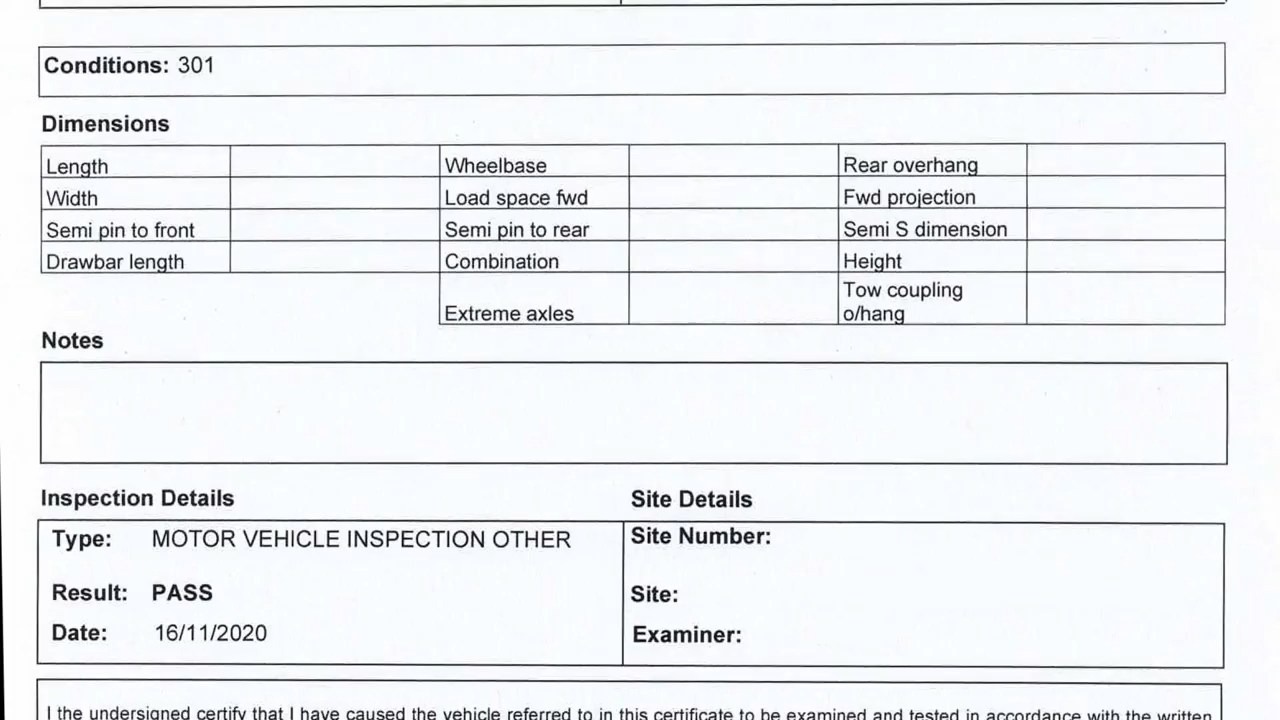 Conditions: 301
Dimensions
Length Wheelbase Rear overhang
Width Load space fwd Fwd projection
Semi pin to front Semi pin to rear Semi S dimension
Drawbar length Combination Height
Extreme axles Tow coupling o/hang
Notes
Inspection Details Site Details
Type: MOTOR VEHICLE INSPECTION OTHER Site Number:
Result: PASS Site:
Date: 16/11/2020 Examiner:
I the undersigned certify that I have caused the vehicle referred to in this certificate to be examined and tested in accordance with the written